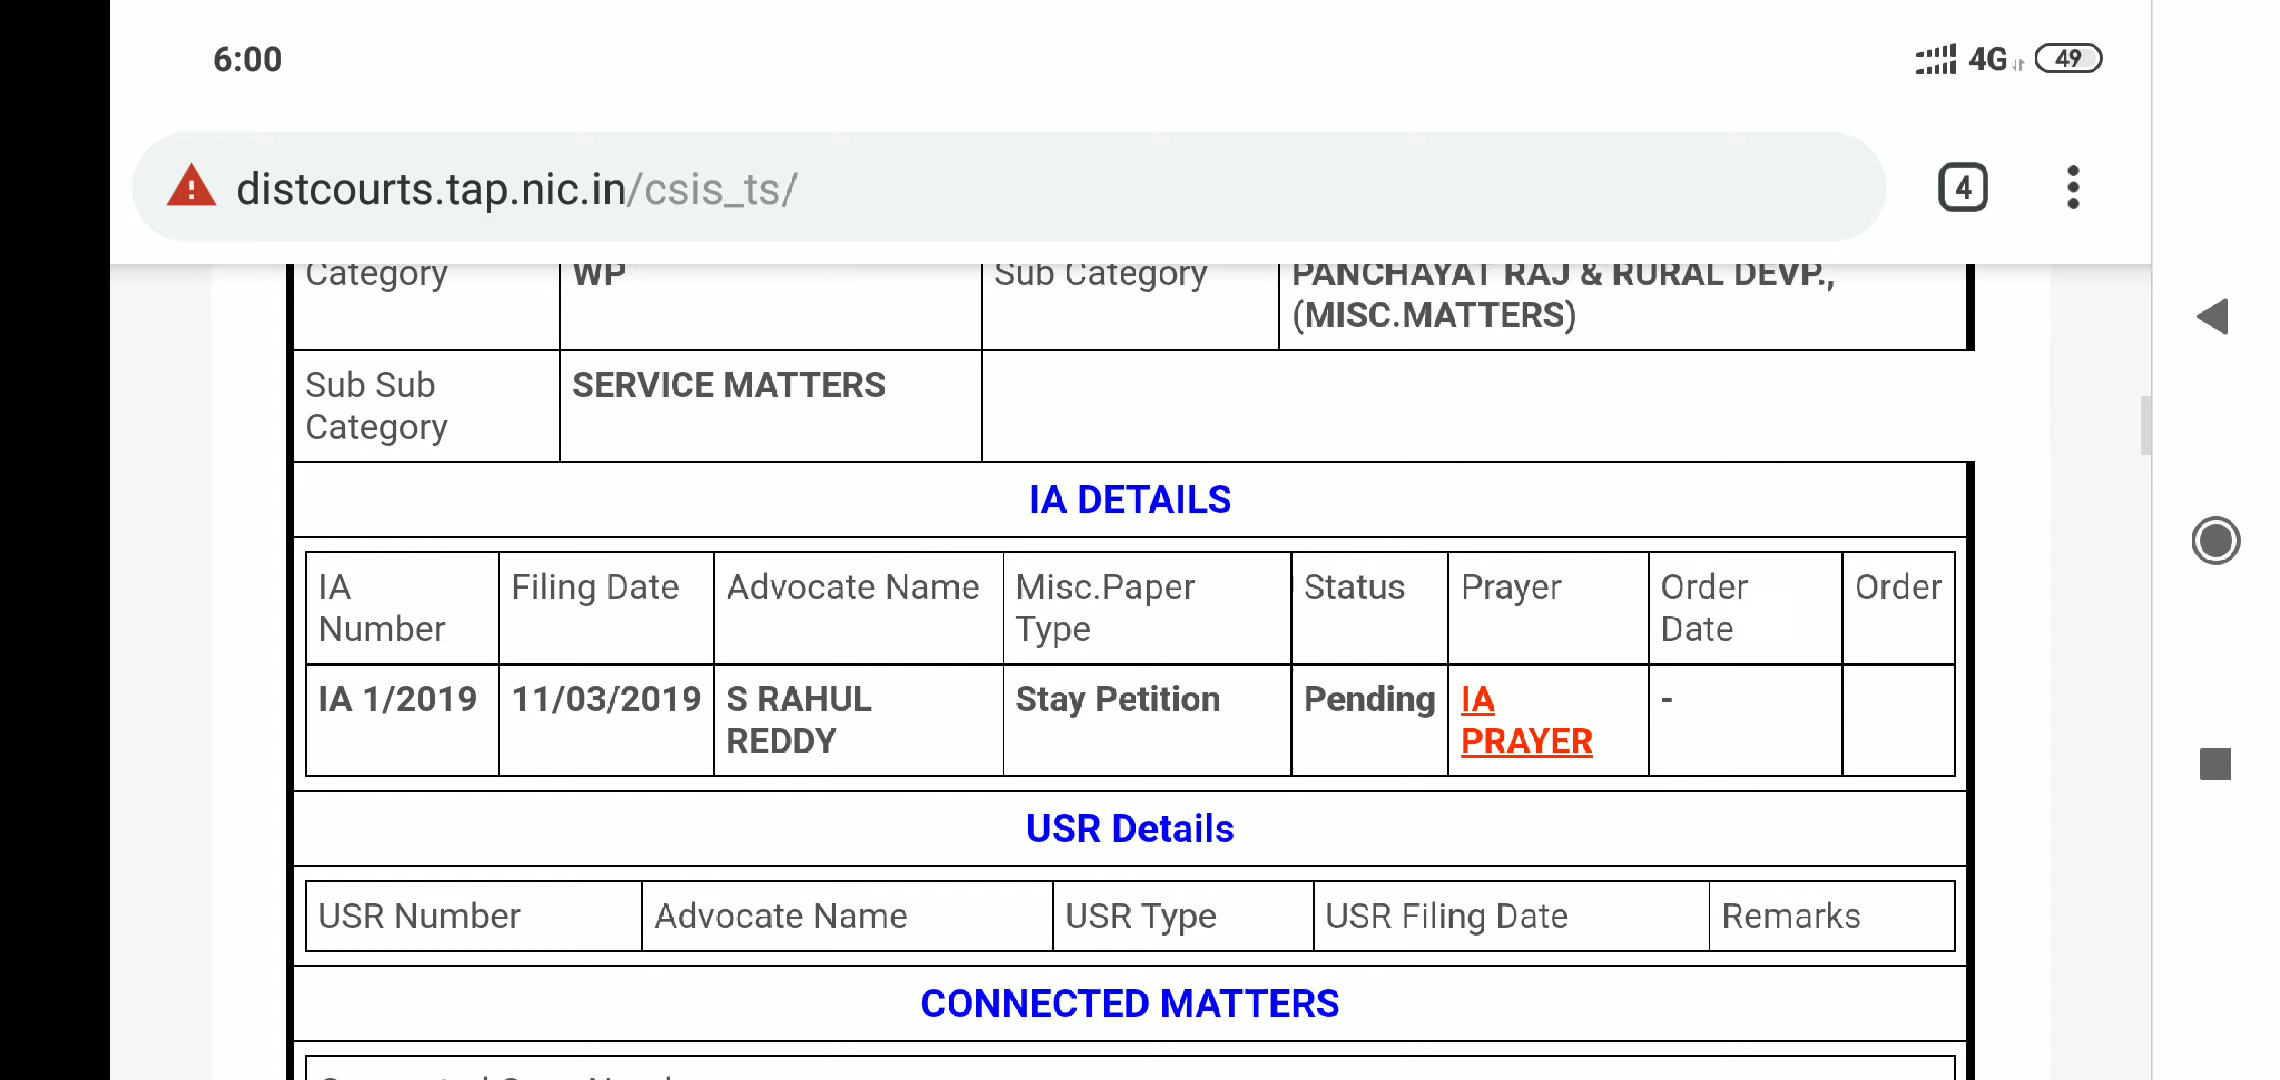 6:00
4G 49
distcourts.tap.nic.in/csis_ts/
4
Category WP Sub Category PANCHAYAT RAJ & RURAL DEVP.,
(MISC.MATTERS)
Sub Sub SERVICE MATTERS
Category
IA DETAILS
IA Filing Date Advocate Name Misc.Paper Status Prayer Order Order
Number Type Date
IA 1/2019 11/03/2019 S RAHUL Stay Petition Pending IA -
REDDY PRAYER
USR Details
USR Number Advocate Name USR Type USR Filing Date Remarks
CONNECTED MATTERS